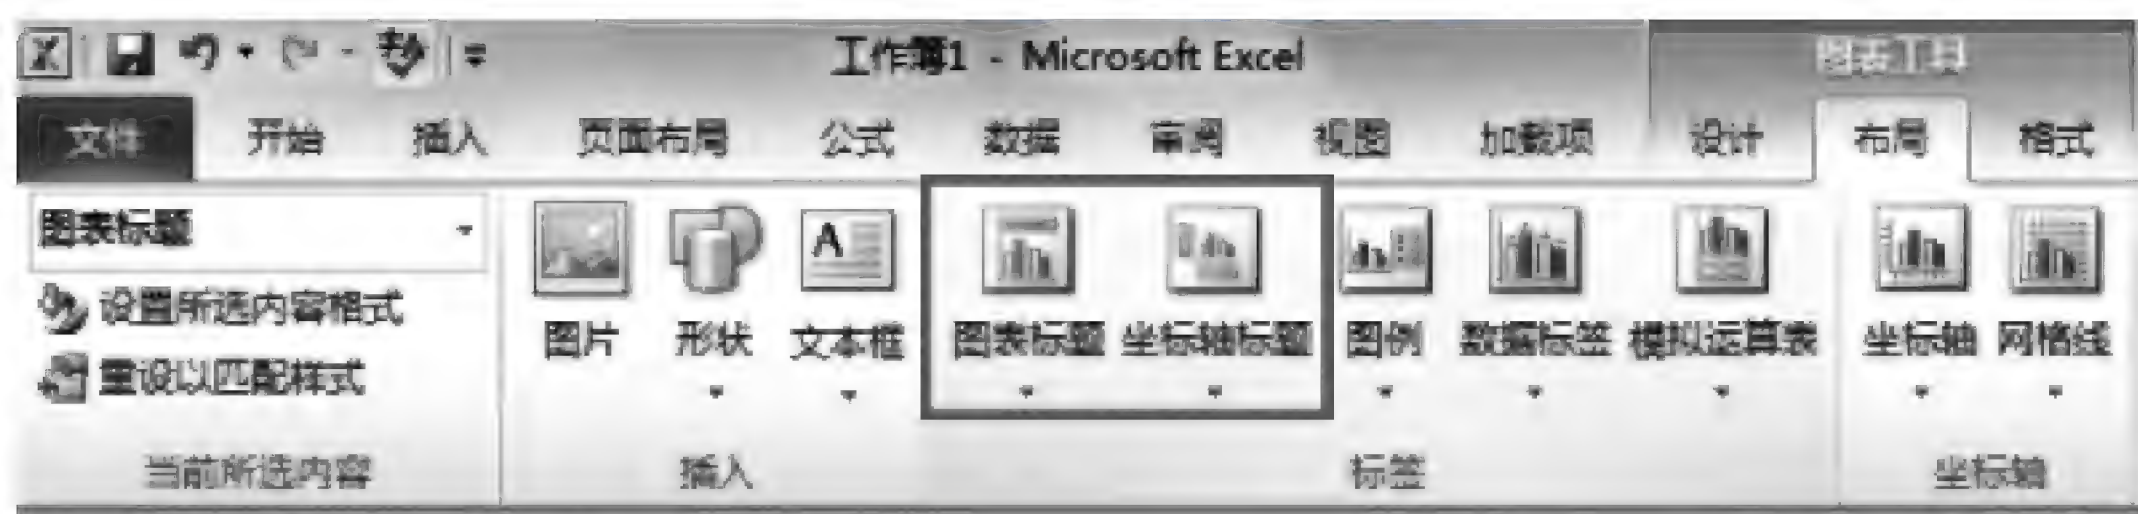 工作簿1 - Microsoft Excel 图表工具
文件 开始 插入 页面布局 公式 数据 审阅 视图 加载项 设计 布局 格式
图表标题
设置所选内容格式
重设以匹配样式
图片 形状 文本框 图表标题 坐标轴标题 图例 数据标签 模拟运算表 坐标轴 网格线
当前所选内容 插入 标签 坐标轴